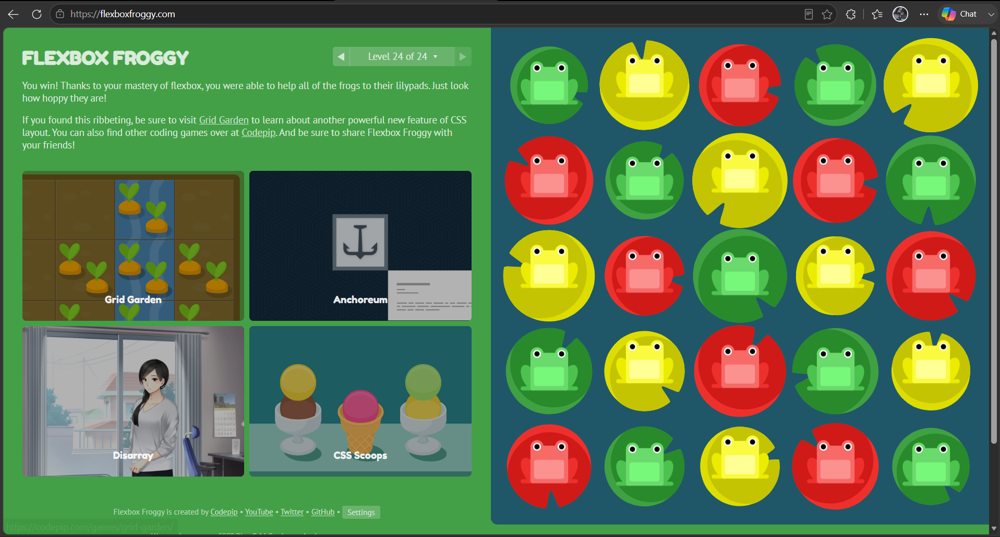 https://flexboxfroggy.com
Chat
FLEXBOX FROGGY
Level 24 of 24
You win! Thanks to your mastery of flexbox, you were able to help all of the frogs to their lilypads. Just look
how hoppy they are!
If you found this ribbeting, be sure to visit Grid Garden to learn about another powerful new feature of CSS
layout. You can also find other coding games over at Codepip. And be sure to share Flexbox Froggy with
your friends!
Grid Garden
Anchoreum
Disarray
CSS Scoops
Flexbox Froggy is created by Codepip • YouTube • Twitter • GitHub • Settings
https://codepip.com/games/grid-garden/